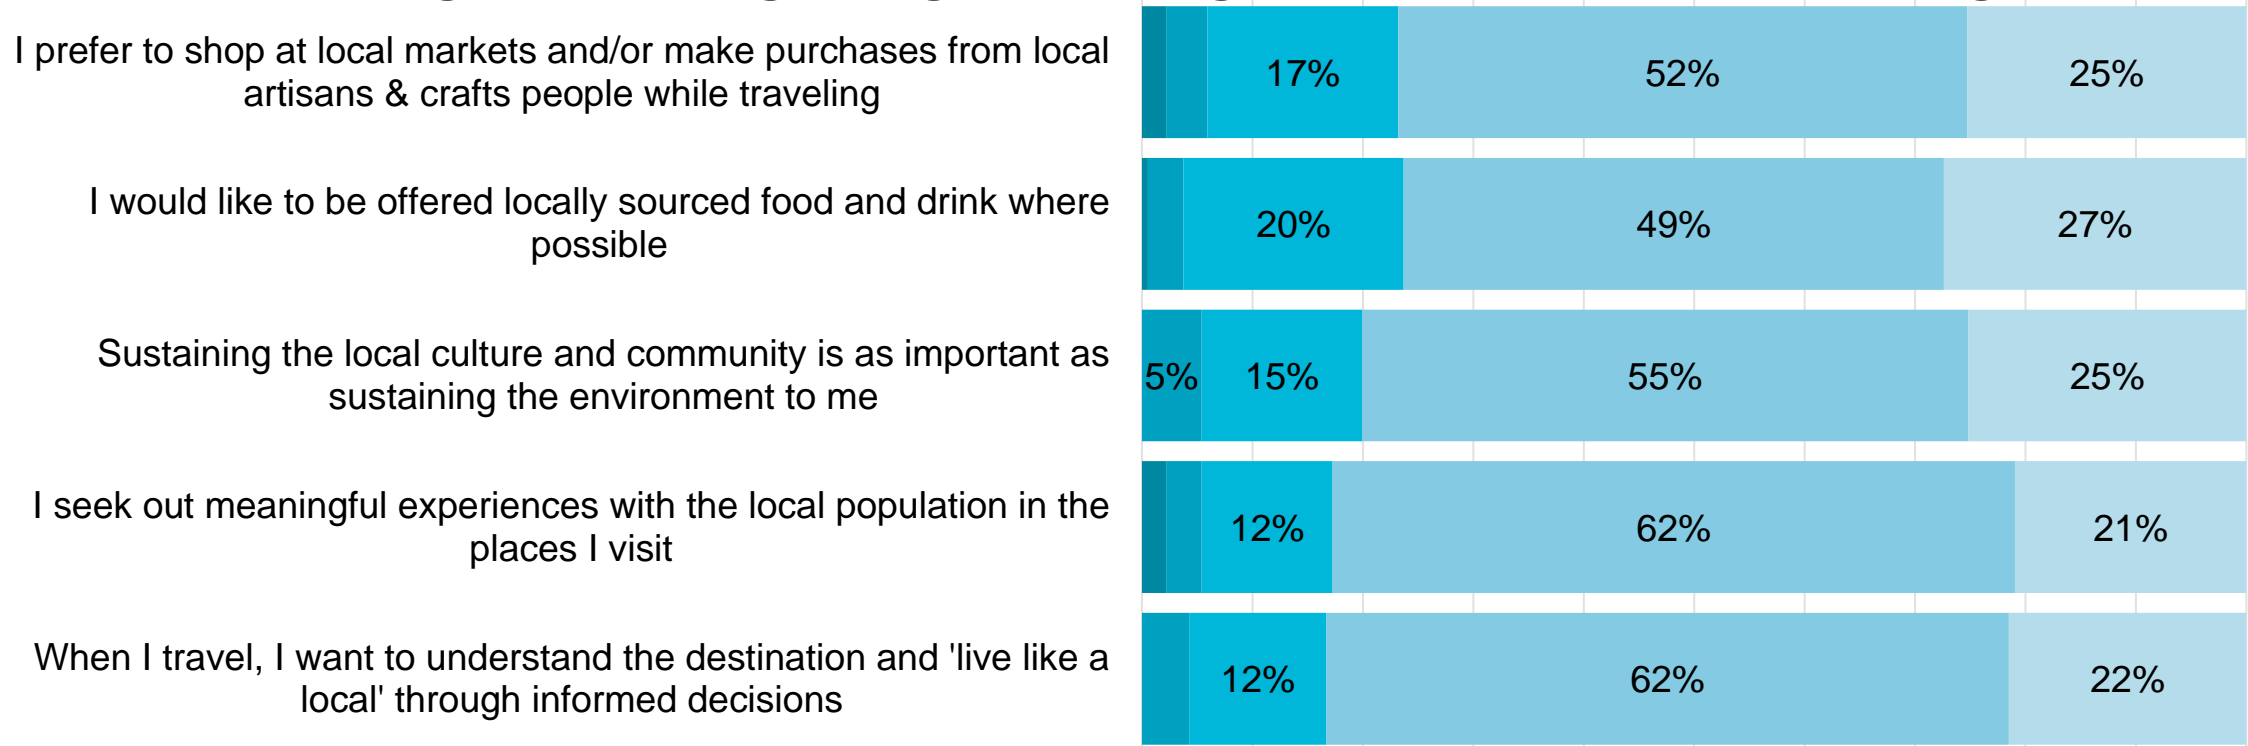 I prefer to shop at local markets and/or make purchases from local
artisans & crafts people while traveling
17% 52% 25%
I would like to be offered locally sourced food and drink where
possible
20% 49% 27%
Sustaining the local culture and community is as important as
sustaining the environment to me
5% 15% 55% 25%
I seek out meaningful experiences with the local population in the
places I visit
12% 62% 21%
When I travel, I want to understand the destination and 'live like a
local' through informed decisions
12% 62% 22%